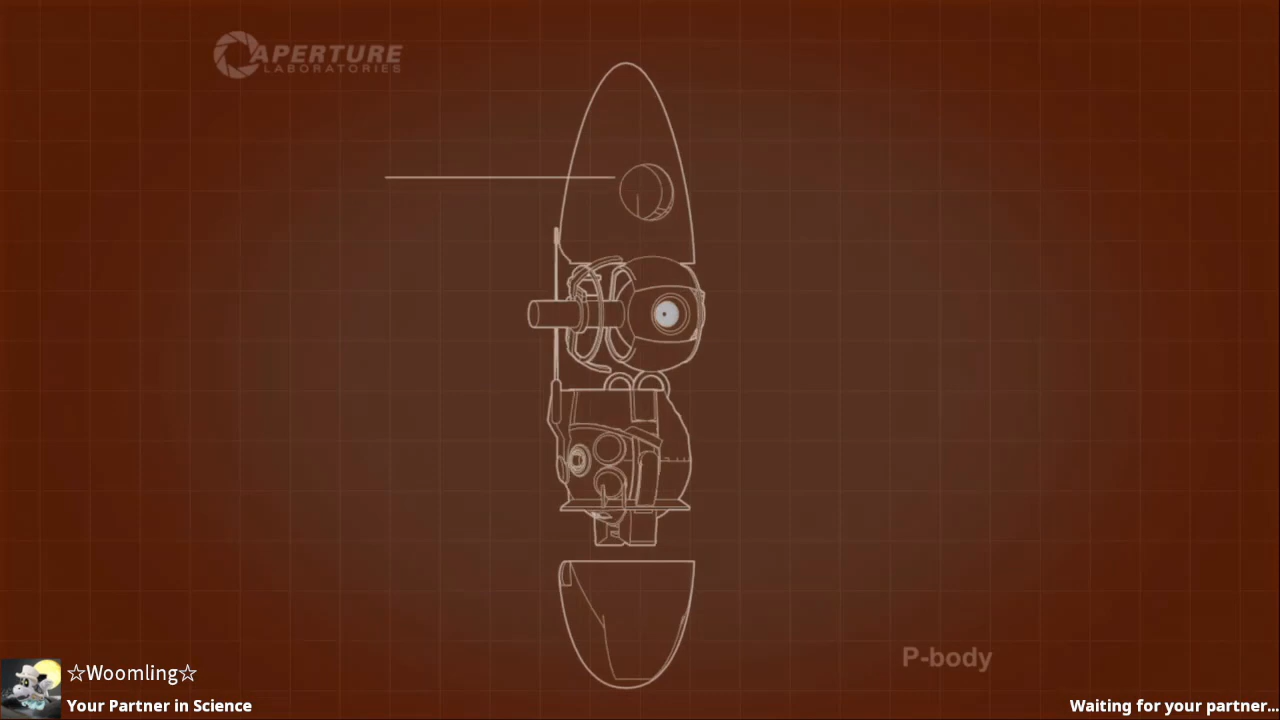 APERTURE
LABORATORIES
P-body
☆Woomling☆
Your Partner in Science
Waiting for your partner...